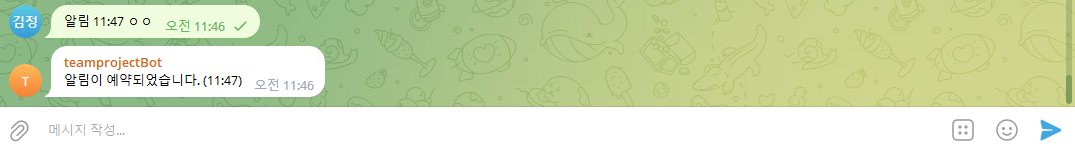 김정
알림 11:47 ㅇㅇ
오전 11:46
teamprojectBot
T
알림이 예약되었습니다. (11:47)
오전 11:46
메시지 작성...